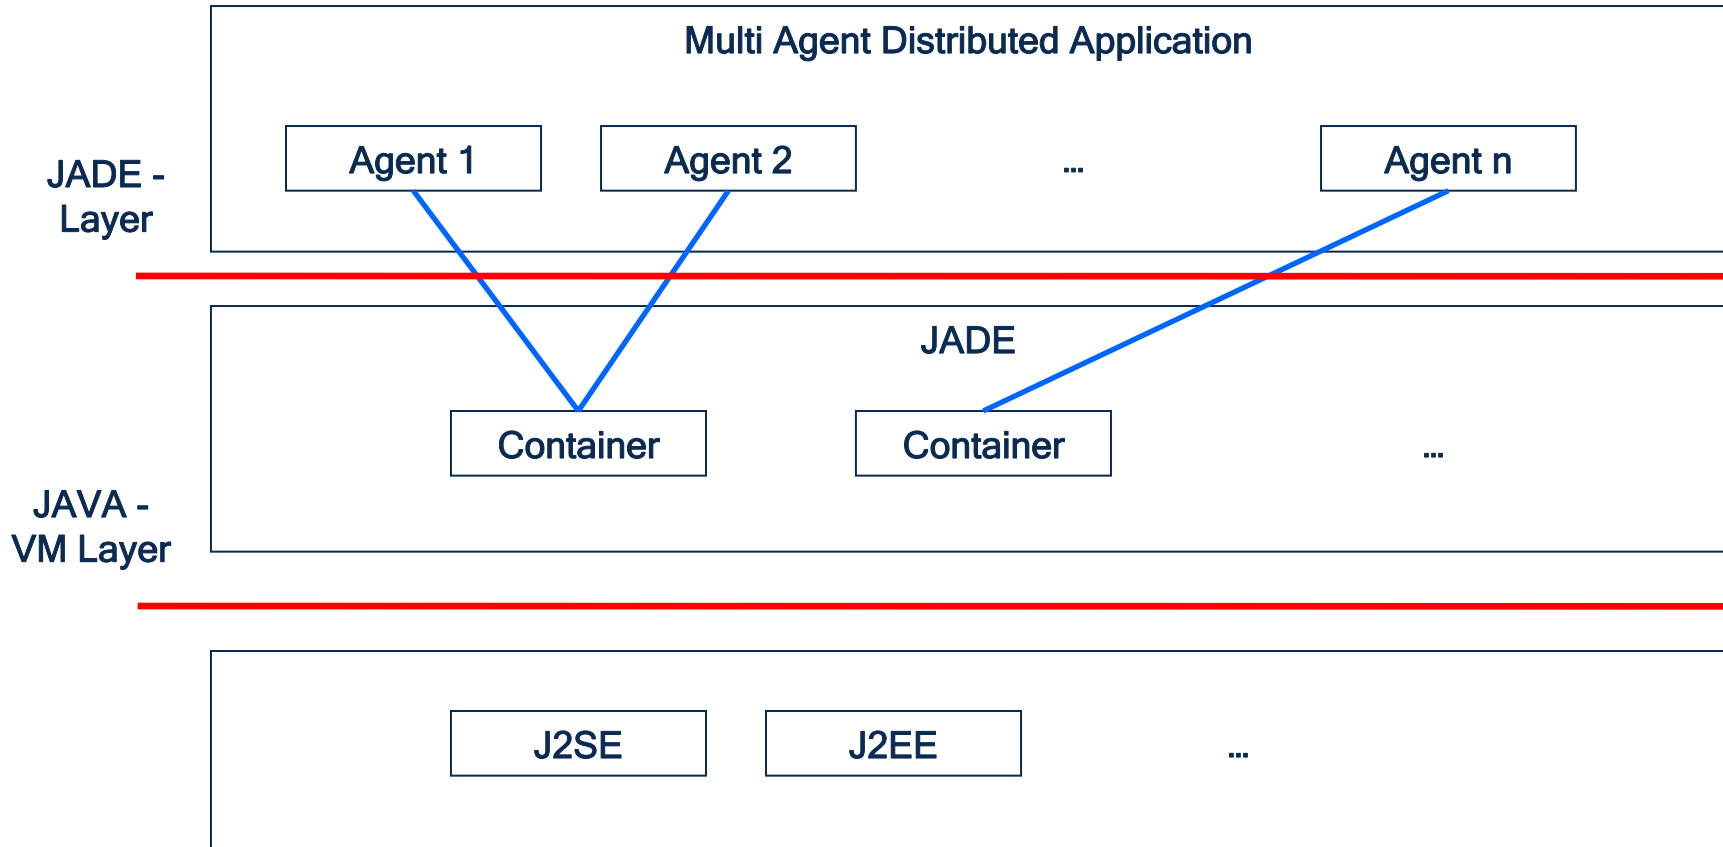 Multi Agent Distributed Application
JADE -
Layer
Agent 1
Agent 2
...
Agent n
JADE
Container
Container
...
JAVA -
VM Layer
J2SE
J2EE
...